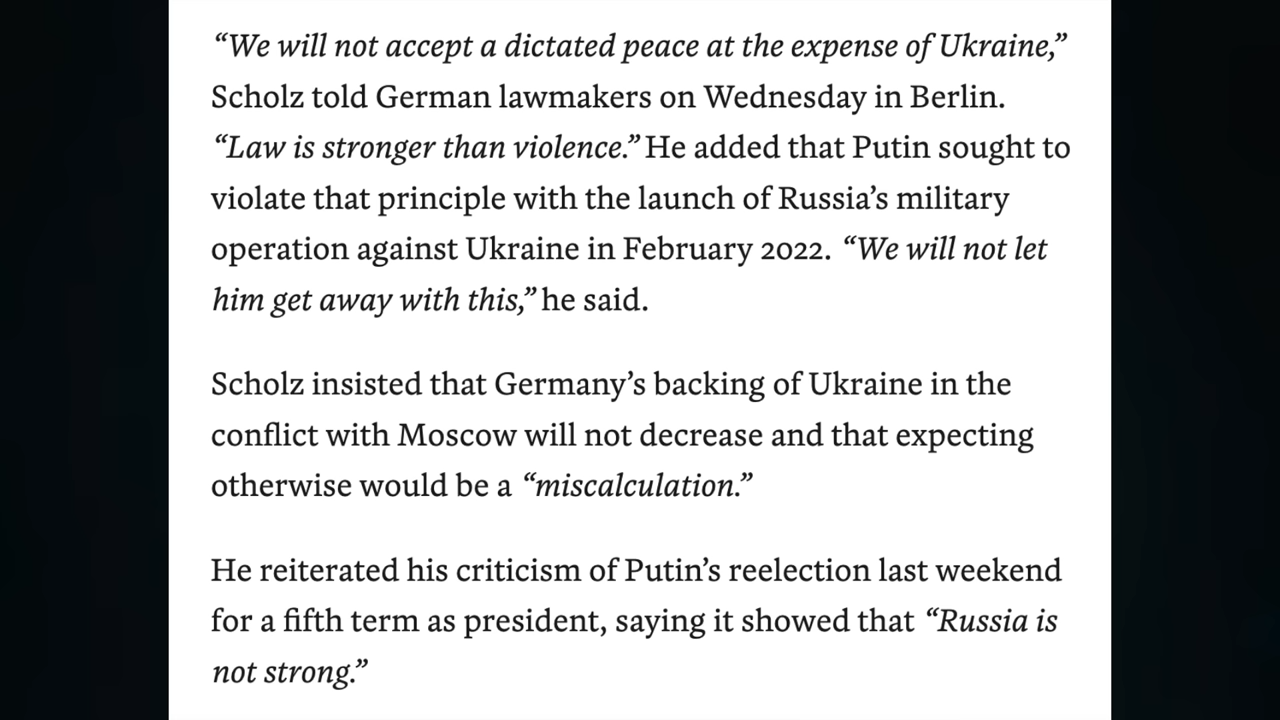 “We will not accept a dictated peace at the expense of Ukraine,”
Scholz told German lawmakers on Wednesday in Berlin.
“Law is stronger than violence.” He added that Putin sought to
violate that principle with the launch of Russia’s military
operation against Ukraine in February 2022. “We will not let
him get away with this,” he said.
Scholz insisted that Germany’s backing of Ukraine in the
conflict with Moscow will not decrease and that expecting
otherwise would be a “miscalculation.”
He reiterated his criticism of Putin’s reelection last weekend
for a fifth term as president, saying it showed that “Russia is
not strong.”